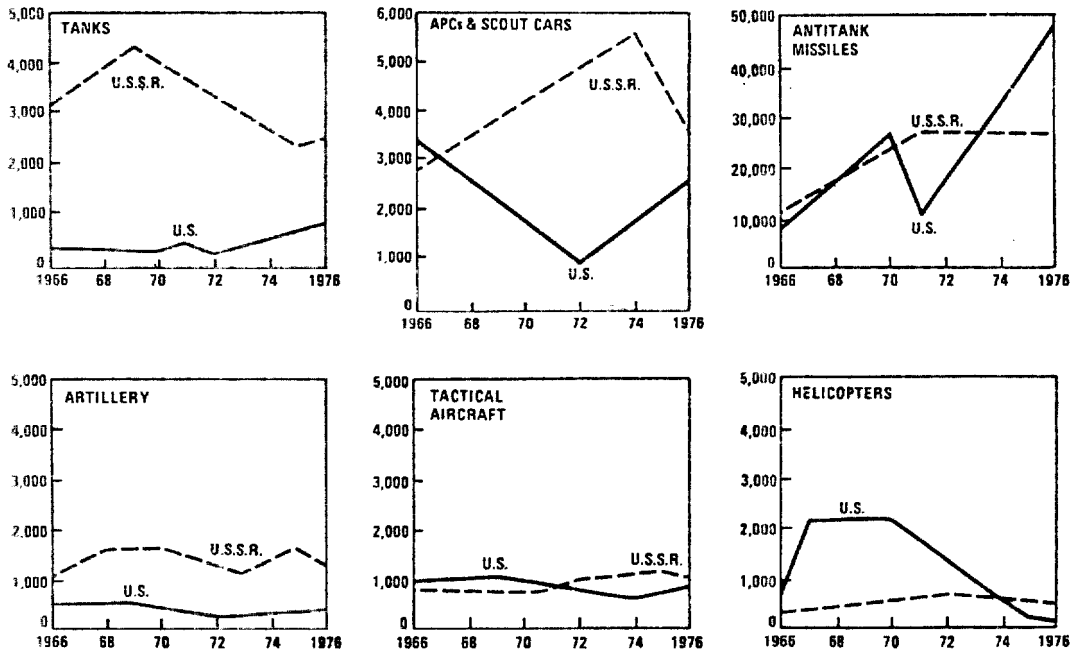 TANKS
5,000
4,000
3,000
2,000
1,000
0
U.S.S.R.
U.S.
1966 68 70 72 74 1976
APCs & SCOUT CARS
6,000
5,000
4,000
3,000
2,000
1,000
0
U.S.S.R.
U.S.
1966 68 70 72 74 1976
ANTITANK
MISSILES
50,000
40,000
30,000
20,000
10,000
0
U.S.S.R.
U.S.
1966 68 70 72 74 1976
ARTILLERY
5,000
4,000
3,000
2,000
1,000
0
U.S.S.R.
U.S.
1966 68 70 72 74 1976
TACTICAL
AIRCRAFT
5,000
4,000
3,000
2,000
1,000
0
U.S.
U.S.S.R.
1966 68 70 72 74 1976
HELICOPTERS
5,000
4,000
3,000
2,000
1,000
0
U.S.
1966 68 70 72 74 1976